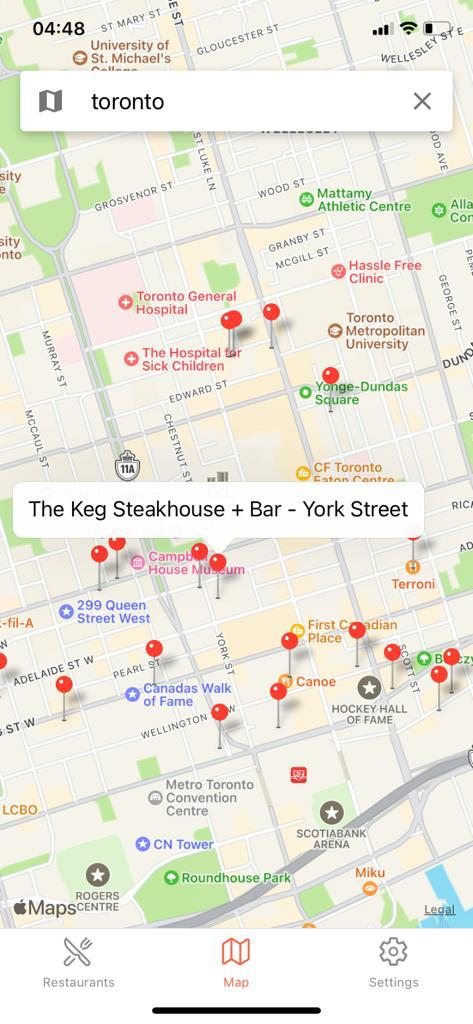 ST MARY ST
ST
04:48
University of
St. Michael's
College
GLOUCESTER ST
WELLESLEY ST E
toronto
WELLESLEY
ST LUKE LN
GROSVENOR ST
WOOD ST
Mattamy
Athletic Centre
GRANBY ST
MCGILL ST
Hassle Free
Clinic
GEORGE ST
Toronto General
Hospital
Toronto
Metropolitan
University
The Hospital for
Sick Children
MURRAY ST
EDWARD ST
Yonge-Dundas
Square
MCCAUL ST
CHESTNUT ST
11A
CF Toronto
Eaton Centre
The Keg Steakhouse + Bar - York Street
Campbell
House Museum
Terroni
-fil-A
299 Queen
Street West
First Canadian
Place
YORK ST
SCOTT ST
ADELAIDE ST W
PEARL ST
Canadas Walk
of Fame
Canoe
HOCKEY HALL
OF FAME
G ST W
WELLINGTON
Metro Toronto
Convention
Centre
LCBO
SCOTIABANK
ARENA
CN Tower
Roundhouse Park
Miku
ROGERS
CENTRE
Maps
Legal
Restaurants
Map
Settings